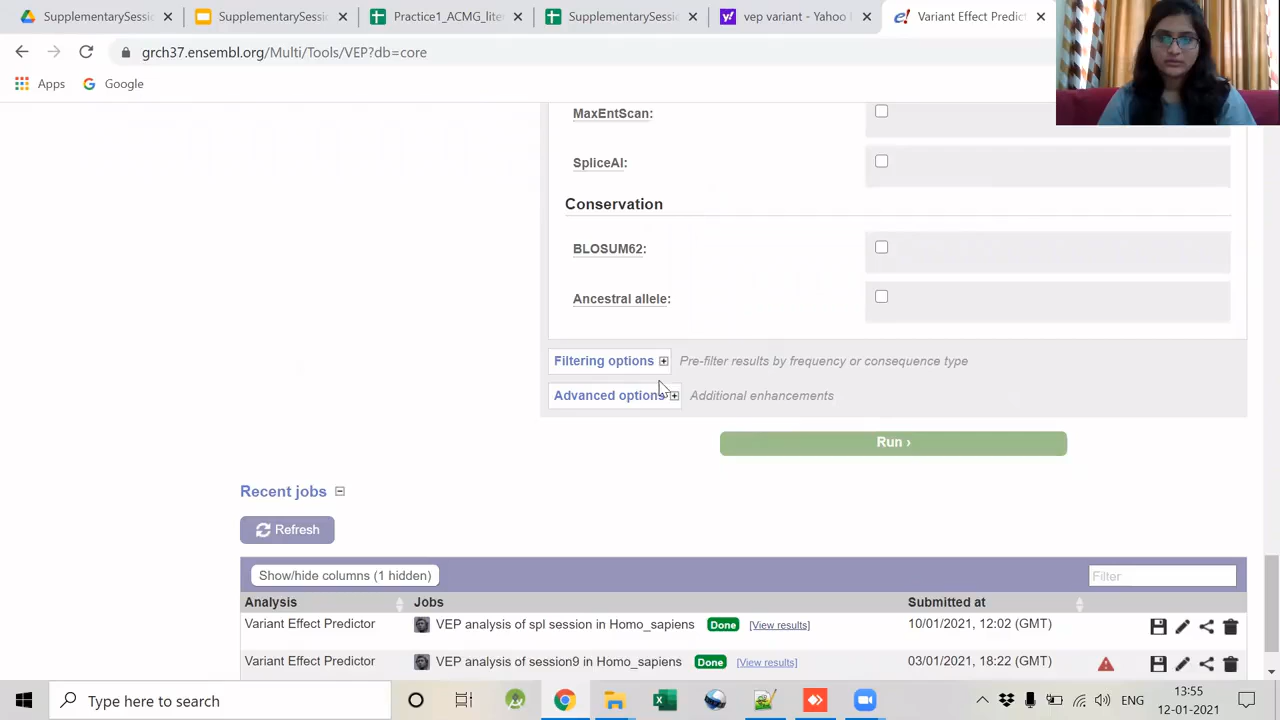 SupplementarySessi
SupplementarySessi
Practice1_ACMG_lite
SupplementarySessi
vep variant - Yahoo
Variant Effect Predic
grch37.ensembl.org/Multi/Tools/VEP?db=core
Apps
Google
MaxEntScan:
SpliceAI:
Conservation
BLOSUM62:
Ancestral allele:
Filtering options
Pre-filter results by frequency or consequence type
Advanced options
Additional enhancements
Run ›
Recent jobs
Refresh
Show/hide columns (1 hidden)
Filter
Analysis
Jobs
Submitted at
Variant Effect Predictor
VEP analysis of spl session in Homo_sapiens
Done
[View results]
10/01/2021, 12:02 (GMT)
Variant Effect Predictor
VEP analysis of session9 in Homo_sapiens
Done
[View results]
03/01/2021, 18:22 (GMT)
Type here to search
ENG
13:55
12-01-2021